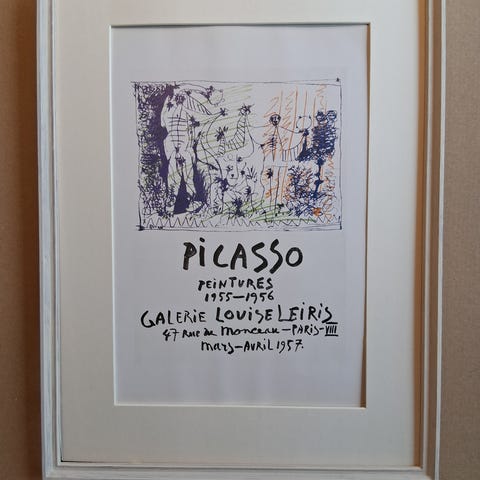 PiCASSO
PEINTURES
1955—1956
GALERIE LOUISE LEIRIS
47 Rue de Monceau—PARIS—VIII
Mars—AVRIL 1957.